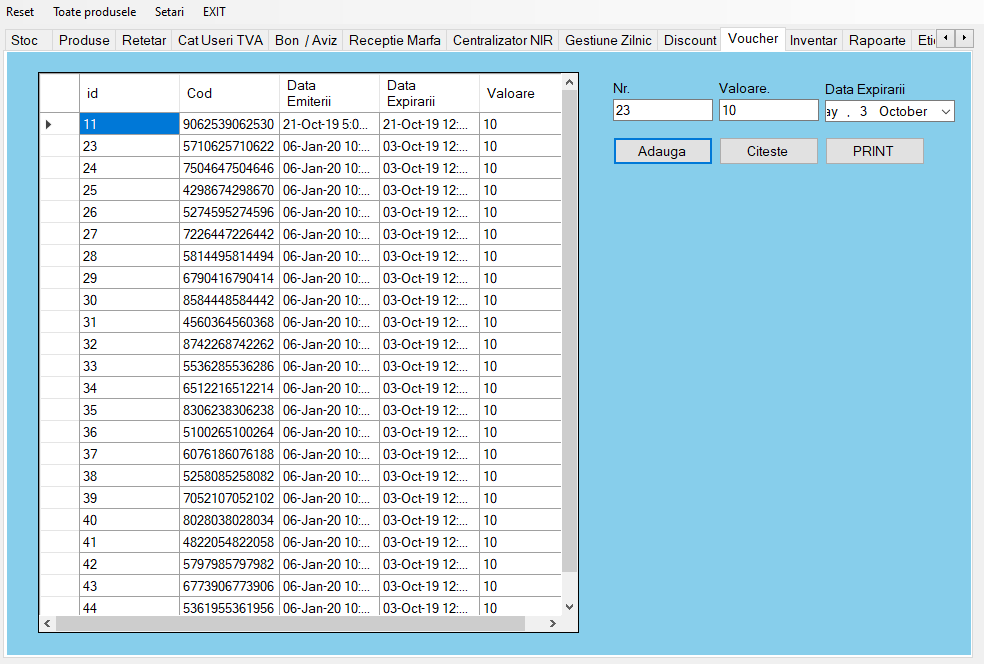 Reset Toate produsele Setari EXIT
Stoc Produse Retetar Cat Useri TVA Bon / Aviz Receptie Marfa Centralizator NIR Gestiune Zilnic Discount Voucher Inventar Rapoarte Eti
id Cod Data Emiterii Data Expirarii Valoare
11 9062539062530 21-Oct-19 5:0... 21-Oct-19 12:... 10
23 5710625710622 06-Jan-20 10:... 03-Oct-19 12:... 10
24 7504647504646 06-Jan-20 10:... 03-Oct-19 12:... 10
25 4298674298670 06-Jan-20 10:... 03-Oct-19 12:... 10
26 5274595274596 06-Jan-20 10:... 03-Oct-19 12:... 10
27 7226447226442 06-Jan-20 10:... 03-Oct-19 12:... 10
28 5814495814494 06-Jan-20 10:... 03-Oct-19 12:... 10
29 6790416790414 06-Jan-20 10:... 03-Oct-19 12:... 10
30 8584448584442 06-Jan-20 10:... 03-Oct-19 12:... 10
31 4560364560368 06-Jan-20 10:... 03-Oct-19 12:... 10
32 8742268742262 06-Jan-20 10:... 03-Oct-19 12:... 10
33 5536285536286 06-Jan-20 10:... 03-Oct-19 12:... 10
34 6512216512214 06-Jan-20 10:... 03-Oct-19 12:... 10
35 8306238306238 06-Jan-20 10:... 03-Oct-19 12:... 10
36 5100265100264 06-Jan-20 10:... 03-Oct-19 12:... 10
37 6076186076188 06-Jan-20 10:... 03-Oct-19 12:... 10
38 5258085258082 06-Jan-20 10:... 03-Oct-19 12:... 10
39 7052107052102 06-Jan-20 10:... 03-Oct-19 12:... 10
40 8028038028034 06-Jan-20 10:... 03-Oct-19 12:... 10
41 4822054822058 06-Jan-20 10:... 03-Oct-19 12:... 10
42 5797985797982 06-Jan-20 10:... 03-Oct-19 12:... 10
43 6773906773906 06-Jan-20 10:... 03-Oct-19 12:... 10
44 5361955361956 06-Jan-20 10:... 03-Oct-19 12:... 10
Nr. Valoare. Data Expirarii
23 10 ay , 3 October
Adauga Citeste PRINT